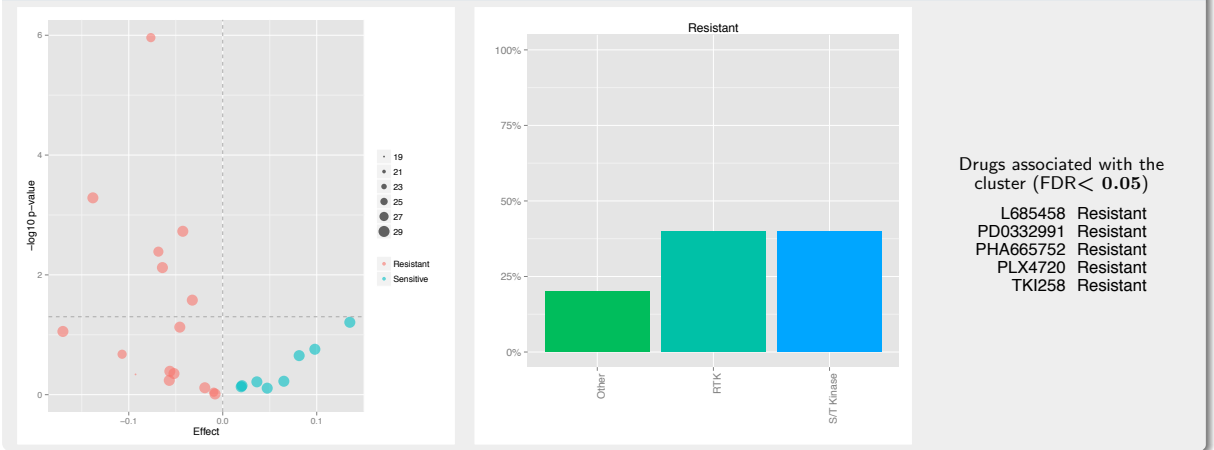 6
4
2
0
−log10 p−value
−0.1
0.0
0.1
Effect
19
21
23
25
27
29
Resistant
Sensitive
Resistant
100%
75%
50%
25%
0%
Other
RTK
S/T Kinase
Drugs associated with the
cluster (FDR< 0.05)
L685458 Resistant
PD0332991 Resistant
PHA665752 Resistant
PLX4720 Resistant
TKI258 Resistant